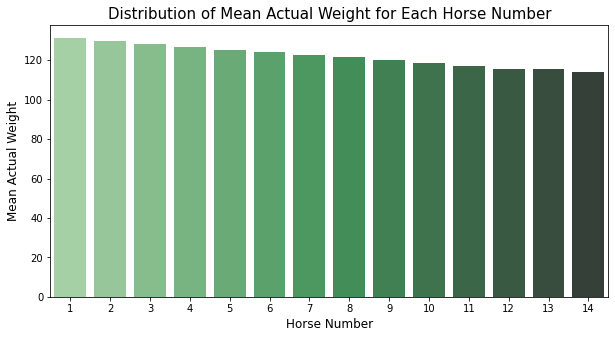 Distribution of Mean Actual Weight for Each Horse Number
Mean Actual Weight
120
100
80
60
40
20
0
1 2 3 4 5 6 7 8 9 10 11 12 13 14
Horse Number